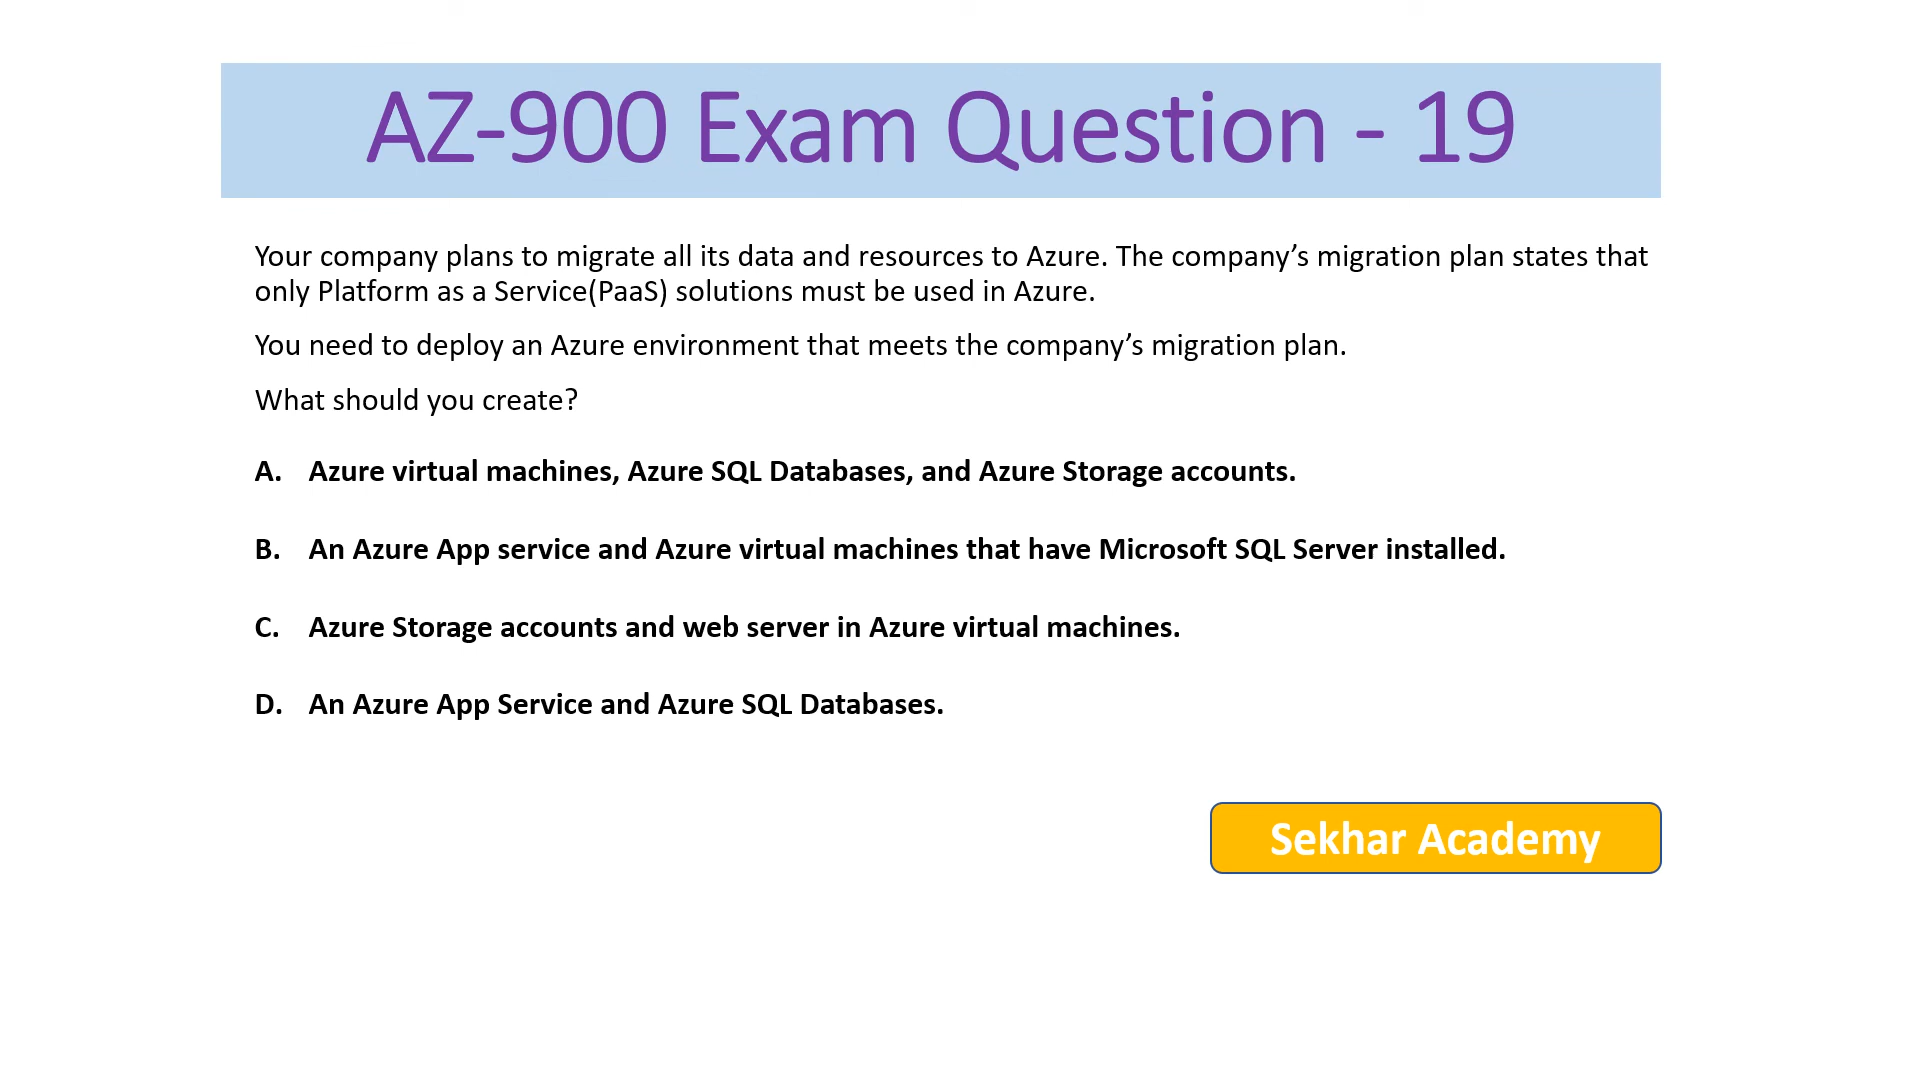 AZ-900 Exam Question - 19
Your company plans to migrate all its data and resources to Azure. The company’s migration plan states that
only Platform as a Service(PaaS) solutions must be used in Azure.
You need to deploy an Azure environment that meets the company’s migration plan.
What should you create?
A. Azure virtual machines, Azure SQL Databases, and Azure Storage accounts.
B. An Azure App service and Azure virtual machines that have Microsoft SQL Server installed.
C. Azure Storage accounts and web server in Azure virtual machines.
D. An Azure App Service and Azure SQL Databases.
Sekhar Academy